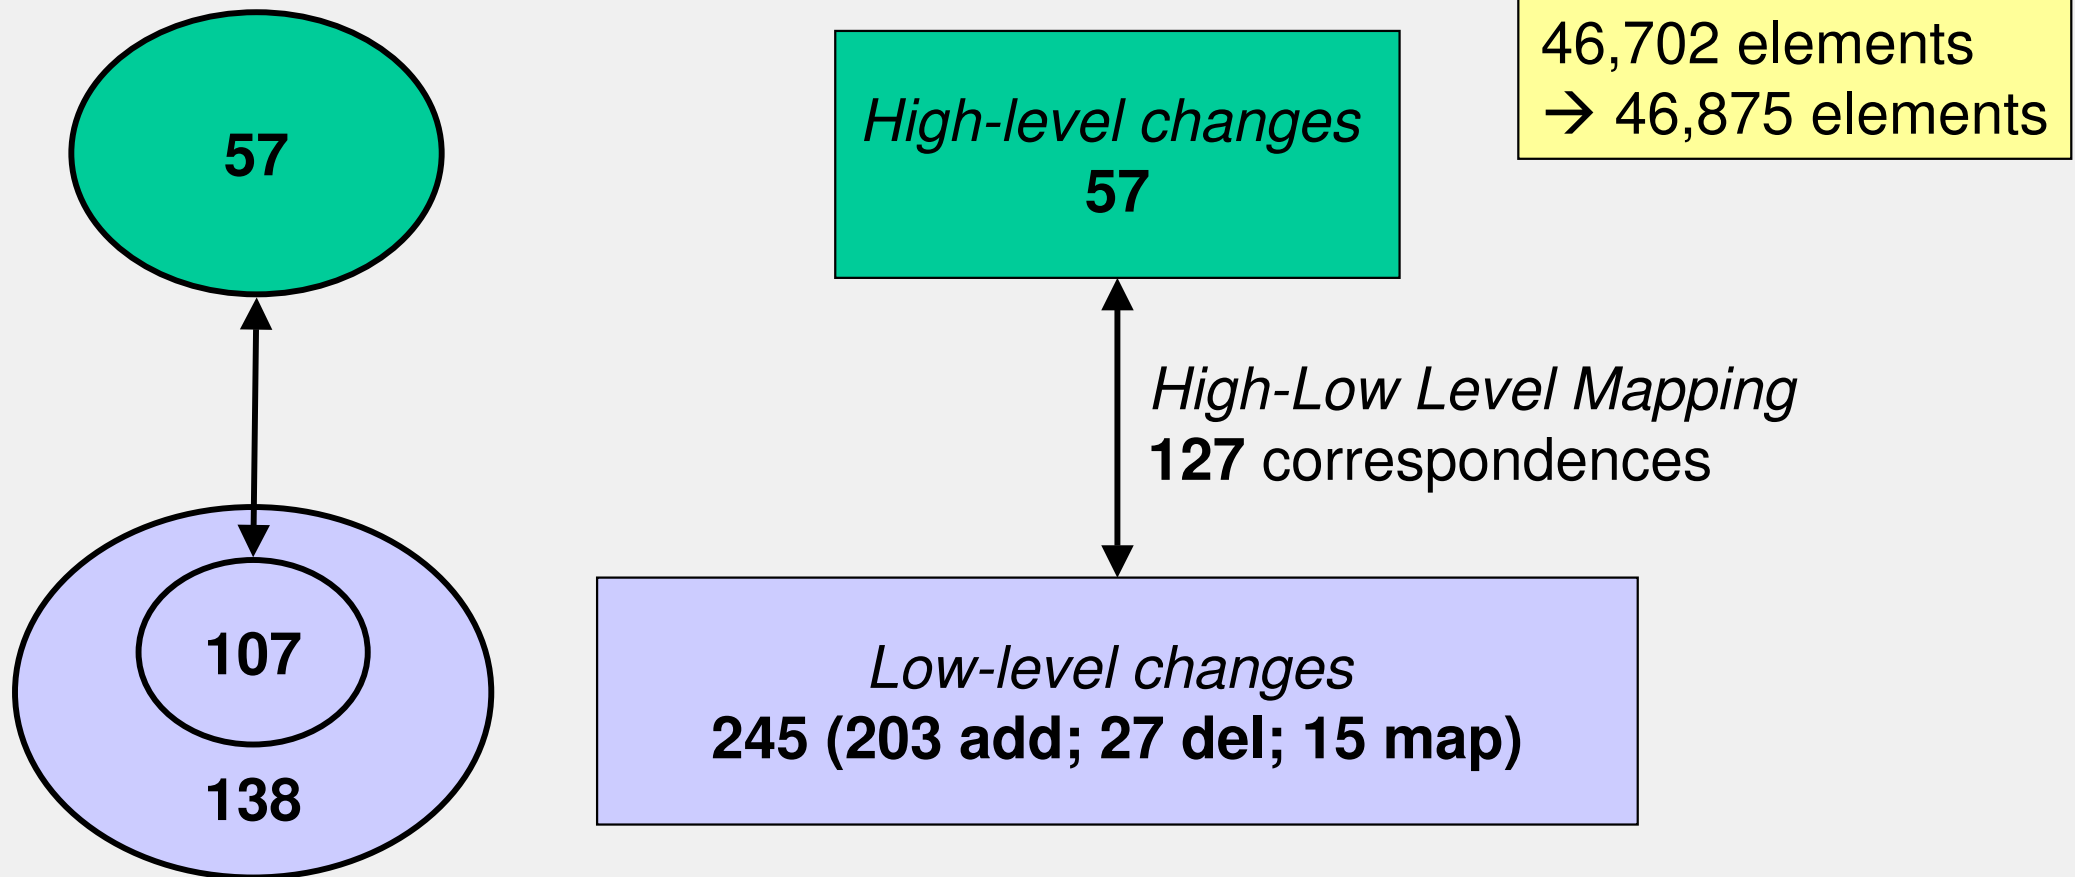 57
High-level changes
57
46,702 elements
→ 46,875 elements
High-Low Level Mapping
127 correspondences
107
138
Low-level changes
245 (203 add; 27 del; 15 map)